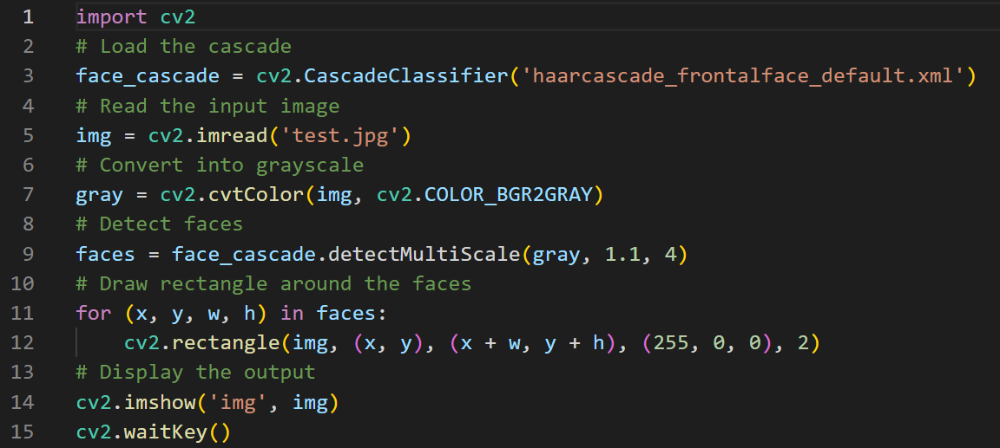 1 import cv2
2 # Load the cascade
3 face_cascade = cv2.CascadeClassifier('haarcascade_frontalface_default.xml')
4 # Read the input image
5 img = cv2.imread('test.jpg')
6 # Convert into grayscale
7 gray = cv2.cvtColor(img, cv2.COLOR_BGR2GRAY)
8 # Detect faces
9 faces = face_cascade.detectMultiScale(gray, 1.1, 4)
10 # Draw rectangle around the faces
11 for (x, y, w, h) in faces:
12     cv2.rectangle(img, (x, y), (x + w, y + h), (255, 0, 0), 2)
13 # Display the output
14 cv2.imshow('img', img)
15 cv2.waitKey()